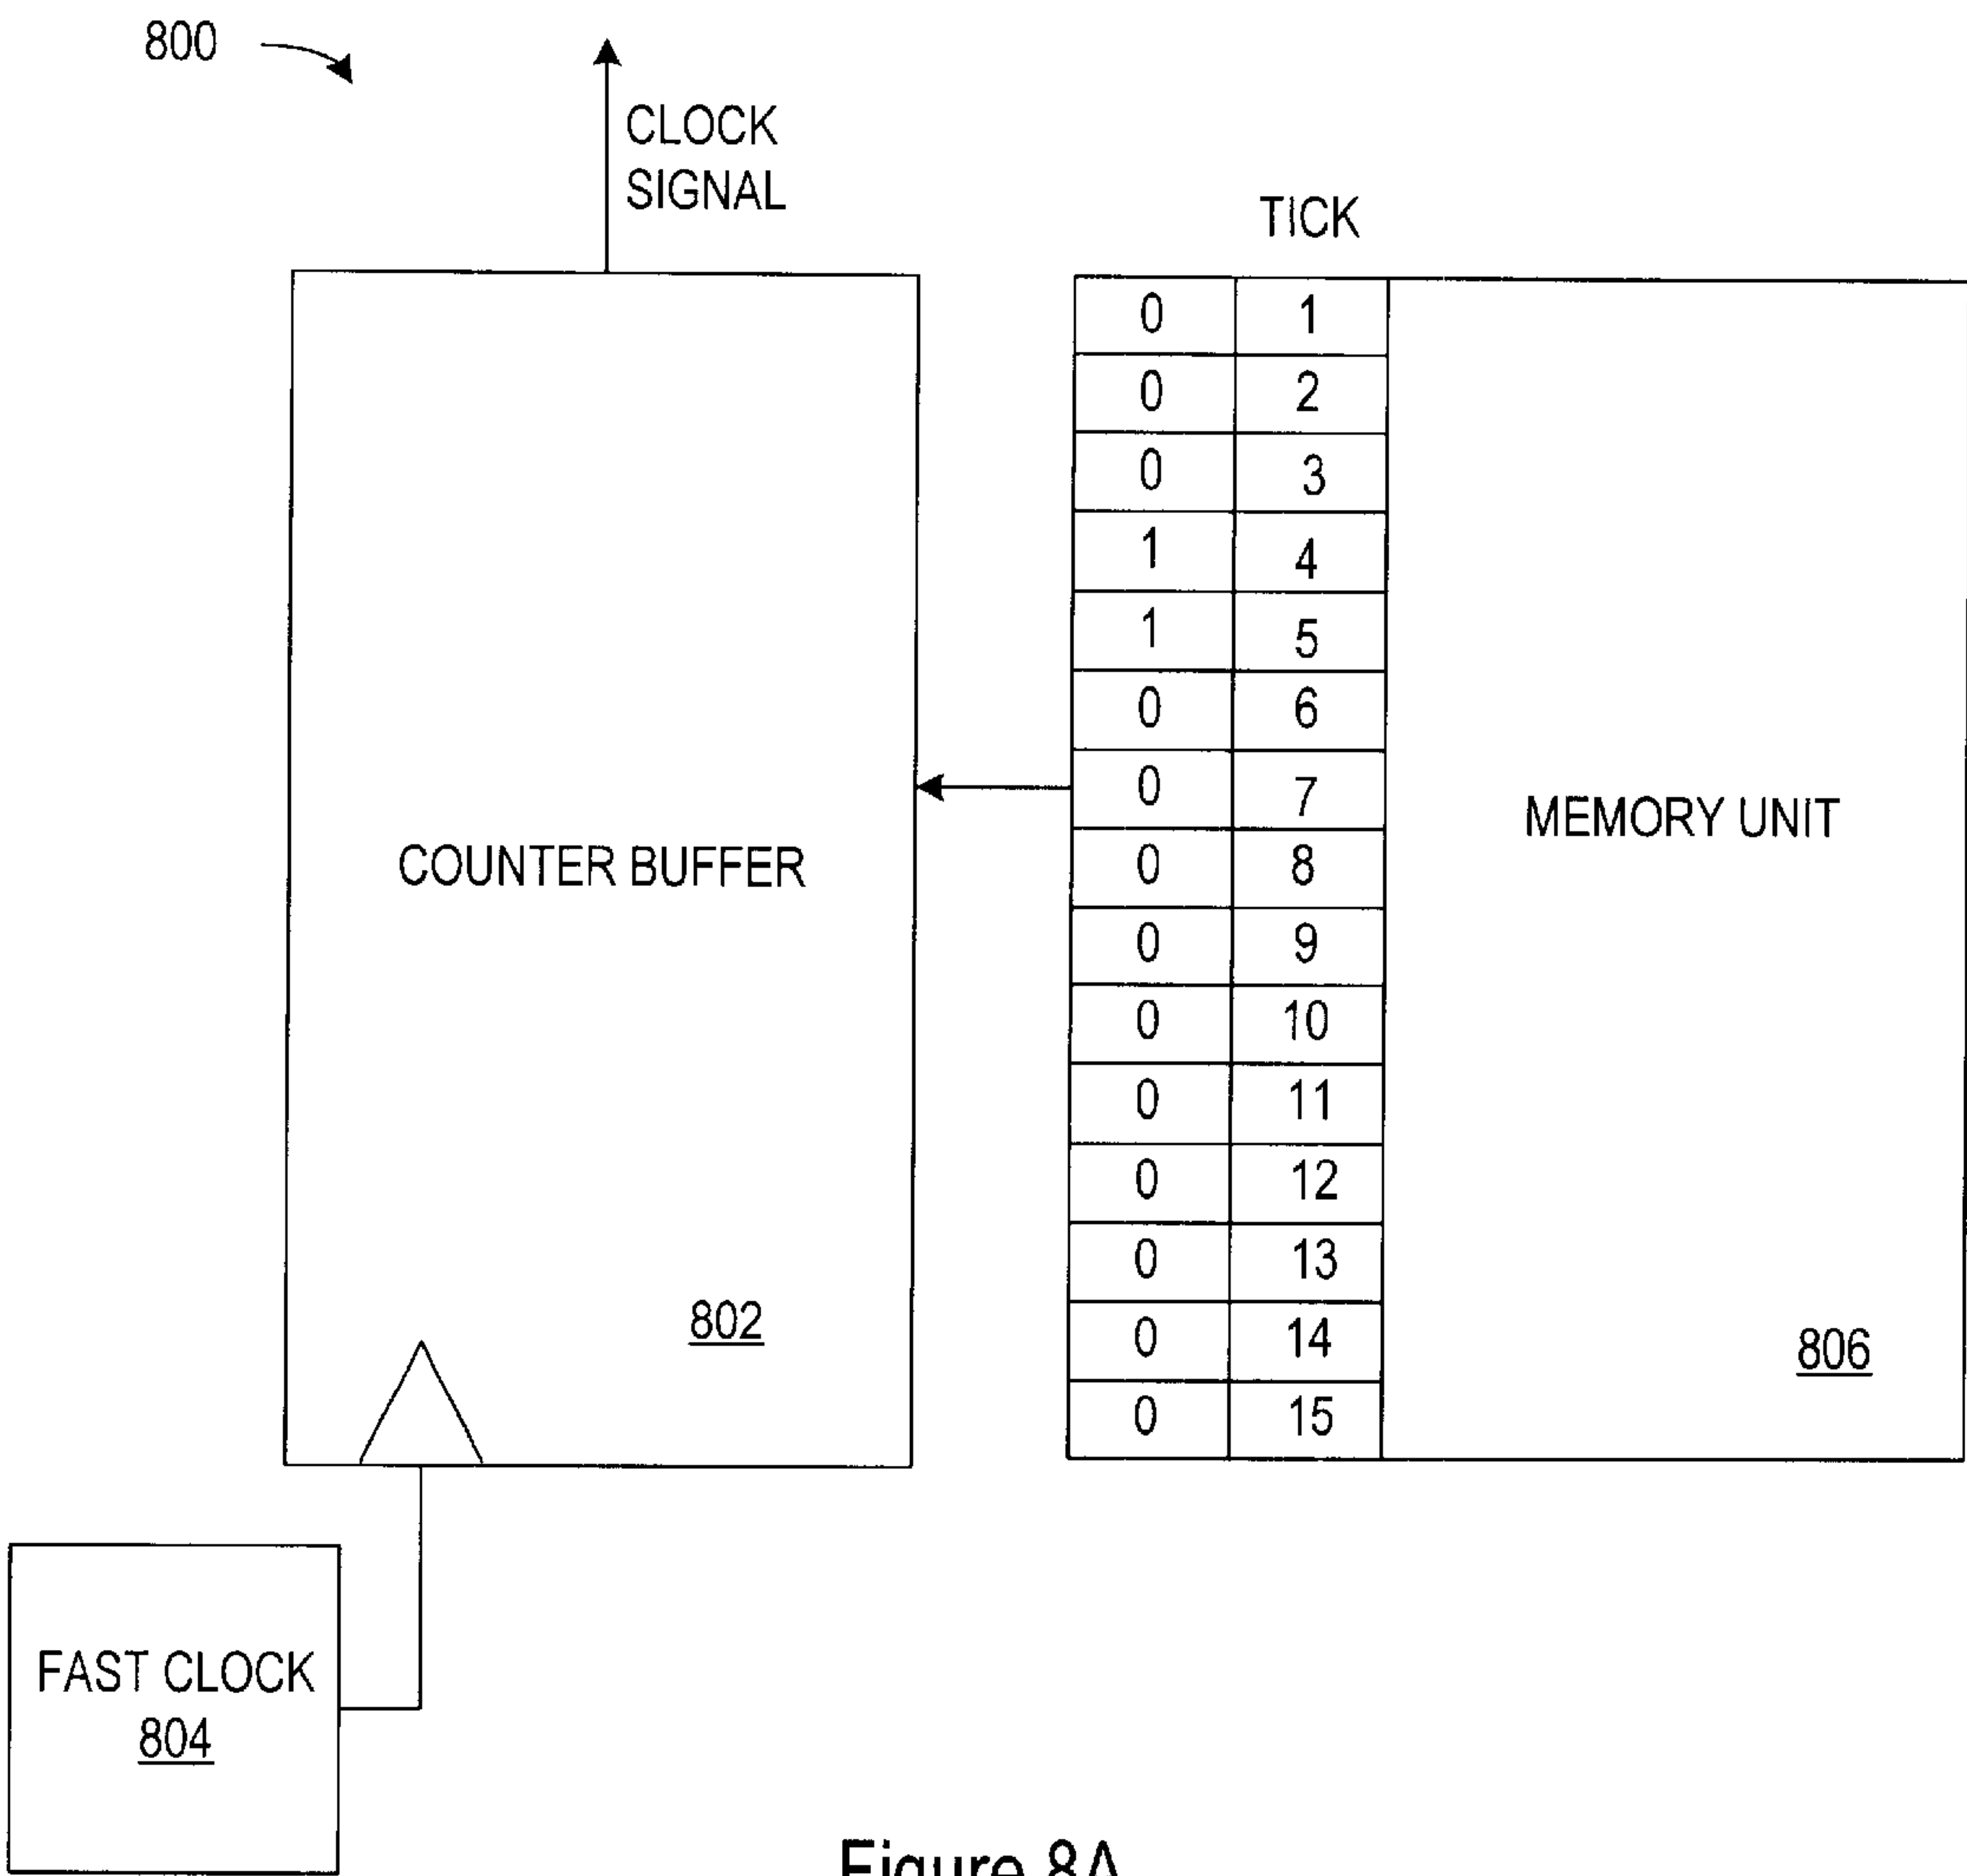 800
CLOCK
SIGNAL
TICK
0 1
0 2
0 3
1 4
1 5
0 6
0 7
0 8
0 9
0 10
0 11
0 12
0 13
0 14
0 15
COUNTER BUFFER
802
MEMORY UNIT
806
FAST CLOCK
804
Figure 8A